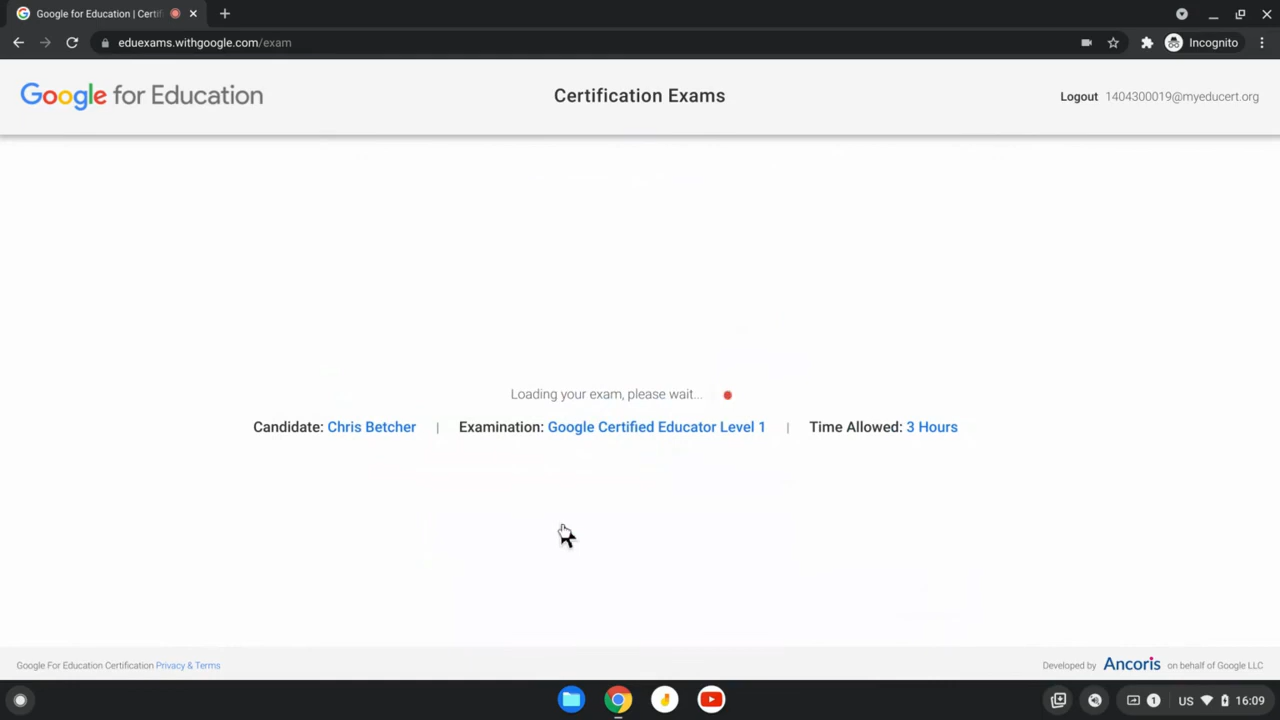 Google for Education | Certifi
eduexams.withgoogle.com/exam
Incognito
Google for Education
Certification Exams
Logout 1404300019@myeducert.org
Loading your exam, please wait...
Candidate: Chris Betcher | Examination: Google Certified Educator Level 1 | Time Allowed: 3 Hours
Google For Education Certification Privacy & Terms
Developed by Ancoris on behalf of Google LLC
1 US 16:09